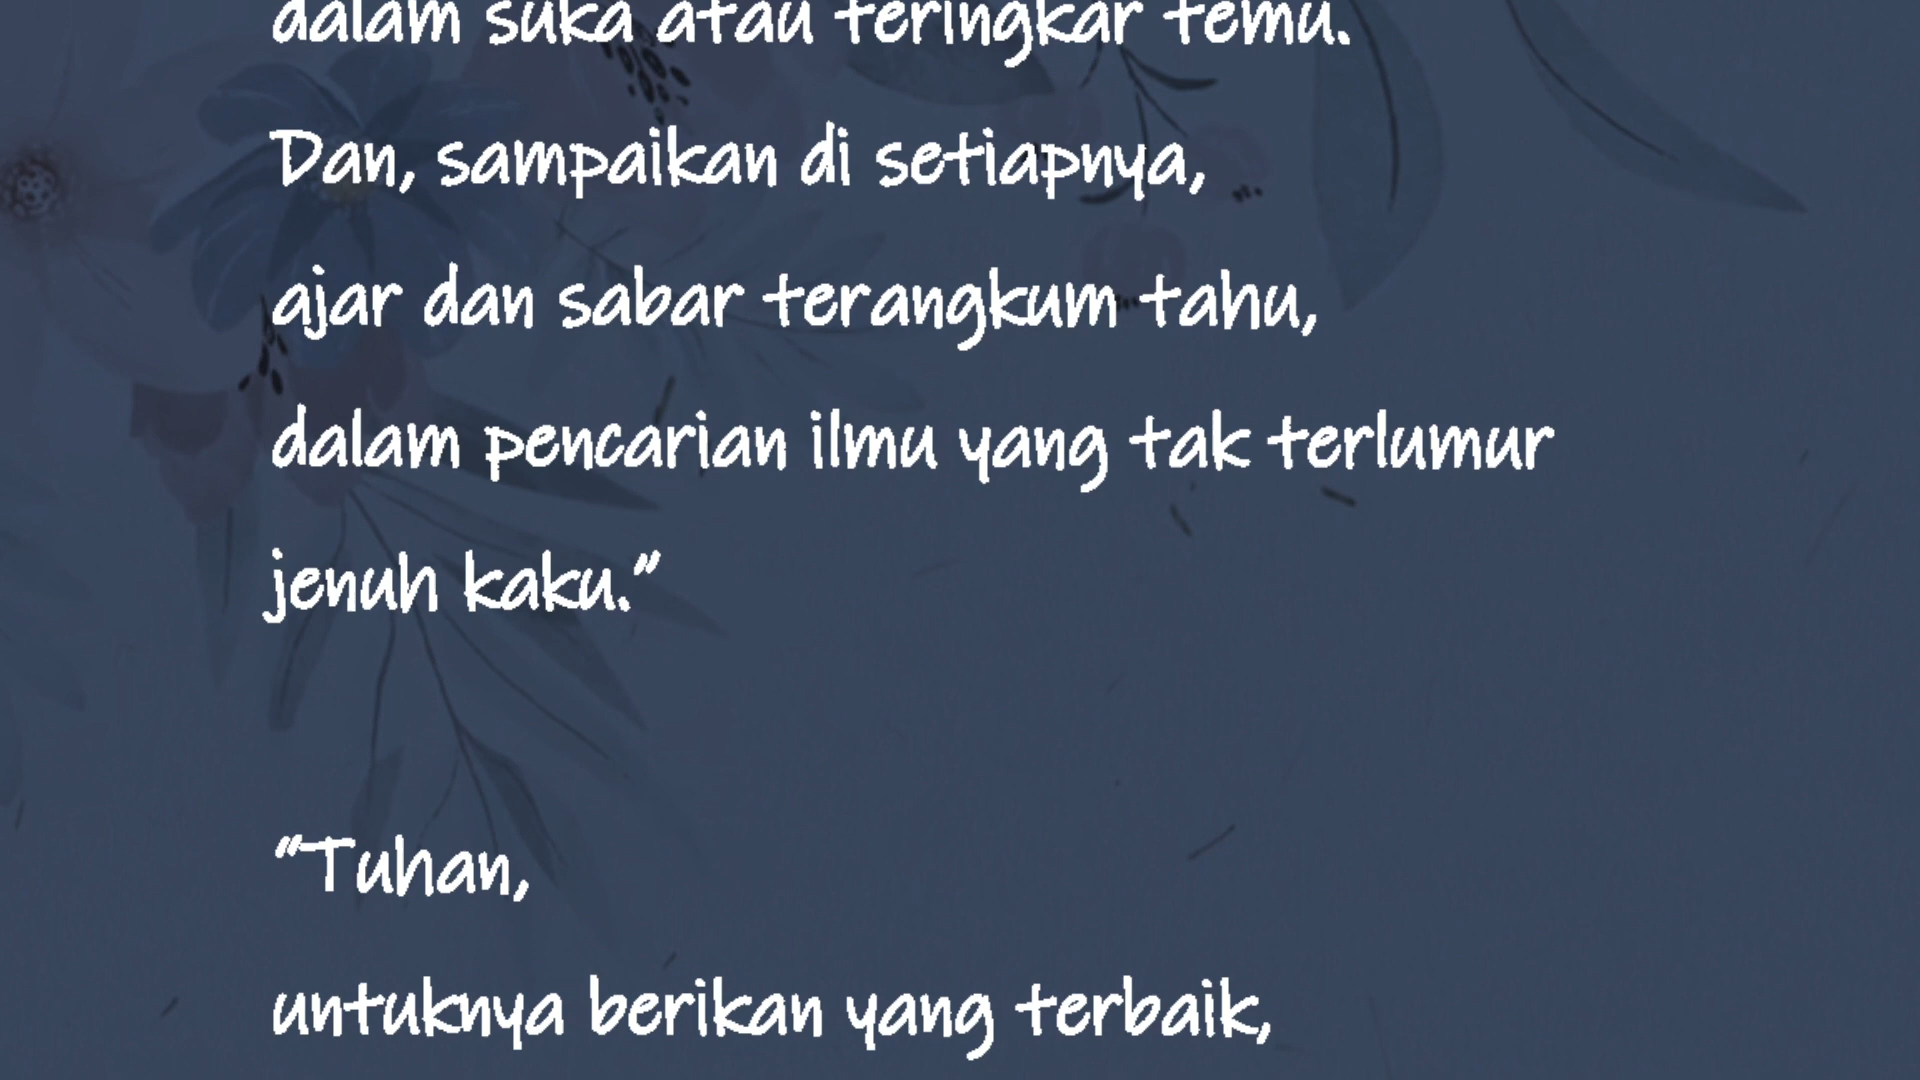 dalam suka atau teringkar temu.
Dan, sampaikan di setiapnya,
ajar dan sabar terangkum tahu,
dalam pencarian ilmu yang tak terlumur
jenuh kaku.”
“Tuhan,
untuknya berikan yang terbaik,